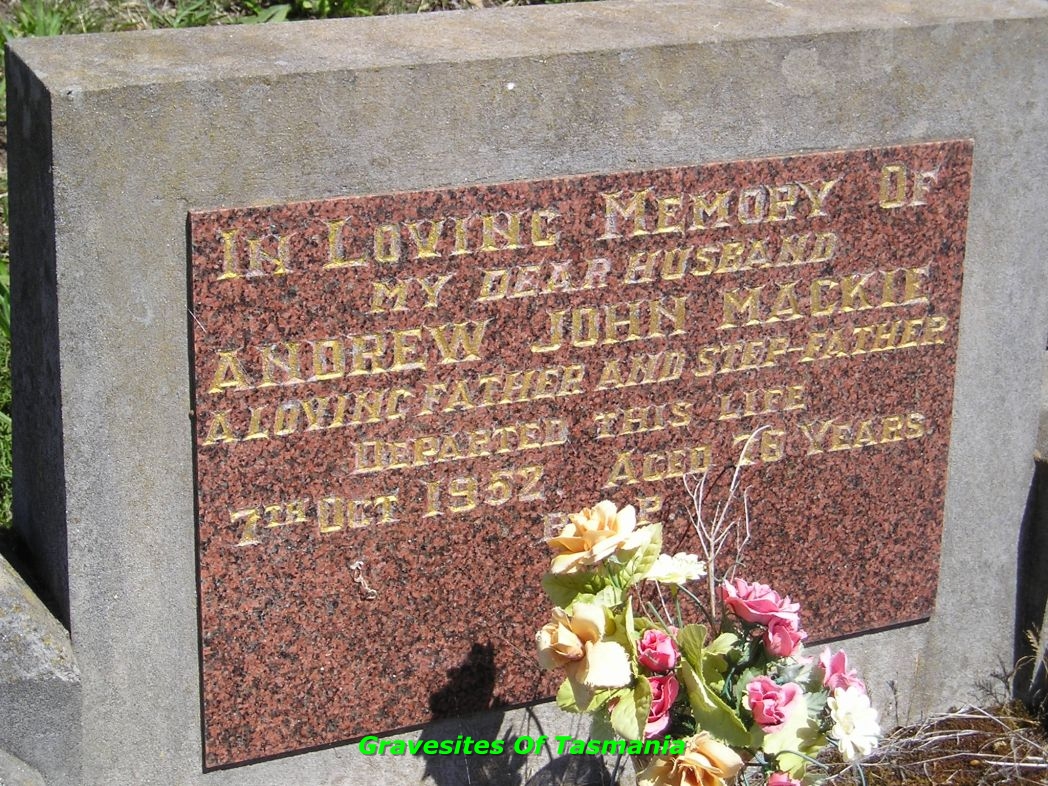 IN LOVING MEMORY OF
MY DEAR HUSBAND
ANDREW JOHN MACKIE
A LOVING FATHER AND STEP-FATHER
DEPARTED THIS LIFE
7TH OCT 1952 AGED 78 YEARS
Gravesites Of Tasmania